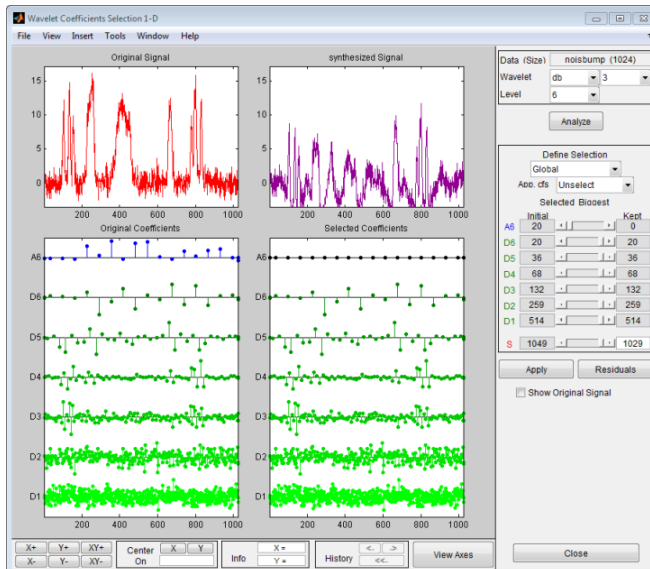 Wavelet Coefficients Selection 1-D
File View Insert Tools Window Help
Original Signal
15
10
5
0
200 400 600 800 1000
synthesized Signal
15
10
5
0
200 400 600 800 1000
Original Coefficients
A6
D6
D5
D4
D3
D2
D1
200 400 600 800 1000
Selected Coefficients
A6
D6
D5
D4
D3
D2
D1
200 400 600 800 1000
Data (Size) noisbump (1024)
Wavelet db 3
Level 6
Analyze
Define Selection
Global
App. cfs Unselect
Selected Biggest
Initial Kept
A6 20 0
D6 20 20
D5 36 36
D4 68 68
D3 132 132
D2 259 259
D1 514 514
S 1049 1029
Apply Residuals
Show Original Signal
X+ Y+ XY+
X- Y- XY-
Center On X Y
Info X = Y =
History <- -> <<-
View Axes
Close